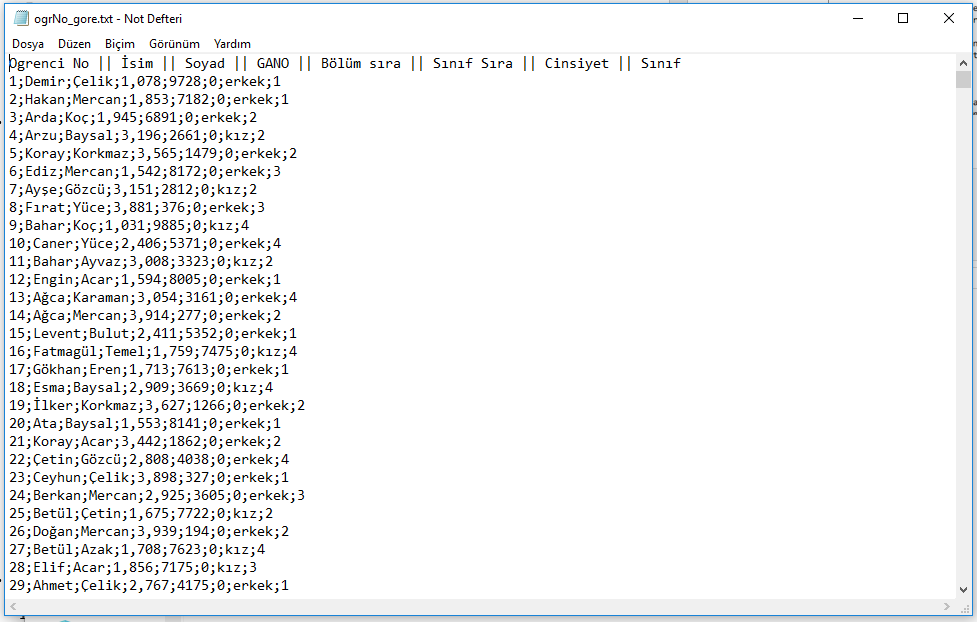 ogrNo_gore.txt - Not Defteri
Dosya Düzen Biçim Görünüm Yardım
Ogrenci No || İsim || Soyad || GANO || Bölüm sıra || Sınıf Sıra || Cinsiyet || Sınıf
1;Demir;Çelik;1,078;9728;0;erkek;1
2;Hakan;Mercan;1,853;7182;0;erkek;1
3;Arda;Koç;1,945;6891;0;erkek;2
4;Arzu;Baysal;3,196;2661;0;kız;2
5;Koray;Korkmaz;3,565;1479;0;erkek;2
6;Ediz;Mercan;1,542;8172;0;erkek;3
7;Ayşe;Gözcü;3,151;2812;0;kız;2
8;Fırat;Yüce;3,881;376;0;erkek;3
9;Bahar;Koç;1,031;9885;0;kız;4
10;Caner;Yüce;2,406;5371;0;erkek;4
11;Bahar;Ayvaz;3,008;3323;0;kız;2
12;Engin;Acar;1,594;8005;0;erkek;1
13;Ağca;Karaman;3,054;3161;0;erkek;4
14;Ağca;Mercan;3,914;277;0;erkek;2
15;Levent;Bulut;2,411;5352;0;erkek;1
16;Fatmagül;Temel;1,759;7475;0;kız;4
17;Gökhan;Eren;1,713;7613;0;erkek;1
18;Esma;Baysal;2,909;3669;0;kız;4
19;İlker;Korkmaz;3,627;1266;0;erkek;2
20;Ata;Baysal;1,553;8141;0;erkek;1
21;Koray;Acar;3,442;1862;0;erkek;2
22;Çetin;Gözcü;2,808;4038;0;erkek;4
23;Ceyhun;Çelik;3,898;327;0;erkek;1
24;Berkan;Mercan;2,925;3605;0;erkek;3
25;Betül;Çetin;1,675;7722;0;kız;2
26;Doğan;Mercan;3,939;194;0;erkek;2
27;Betül;Azak;1,708;7623;0;kız;4
28;Elif;Acar;1,856;7175;0;kız;3
29;Ahmet;Çelik;2,767;4175;0;erkek;1